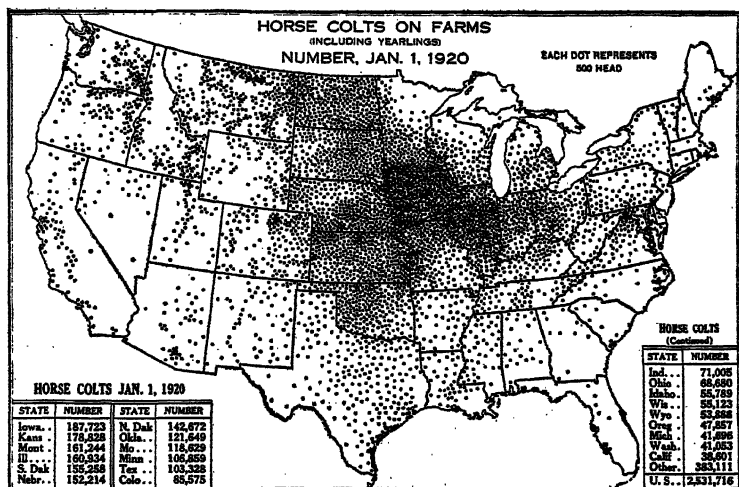 HORSE COLTS ON FARMS
(INCLUDING YEARLINGS)
NUMBER, JAN. 1, 1920
EACH DOT REPRESENTS
500 HEAD
HORSE COLTS JAN. 1, 1920
STATE NUMBER STATE NUMBER
Iowa.. 187,723 N. Dak 142,672
Kans. 178,828 Okla.. 121,649
Mont. 161,244 Mo... 118,629
Ill.... 160,934 Minn. 106,859
S. Dak 155,258 Tex... 103,328
Nebr.. 152,214 Colo.. 85,575
HORSE COLTS
(Continued)
STATE NUMBER
Ind... 71,005
Ohio.. 68,680
Idaho. 55,789
Wis... 55,123
Wyo.. 53,888
Oreg. 47,857
Mich. 41,696
Wash. 41,053
Calif. 38,601
Other. 383,111
U.S.. 2,531,716